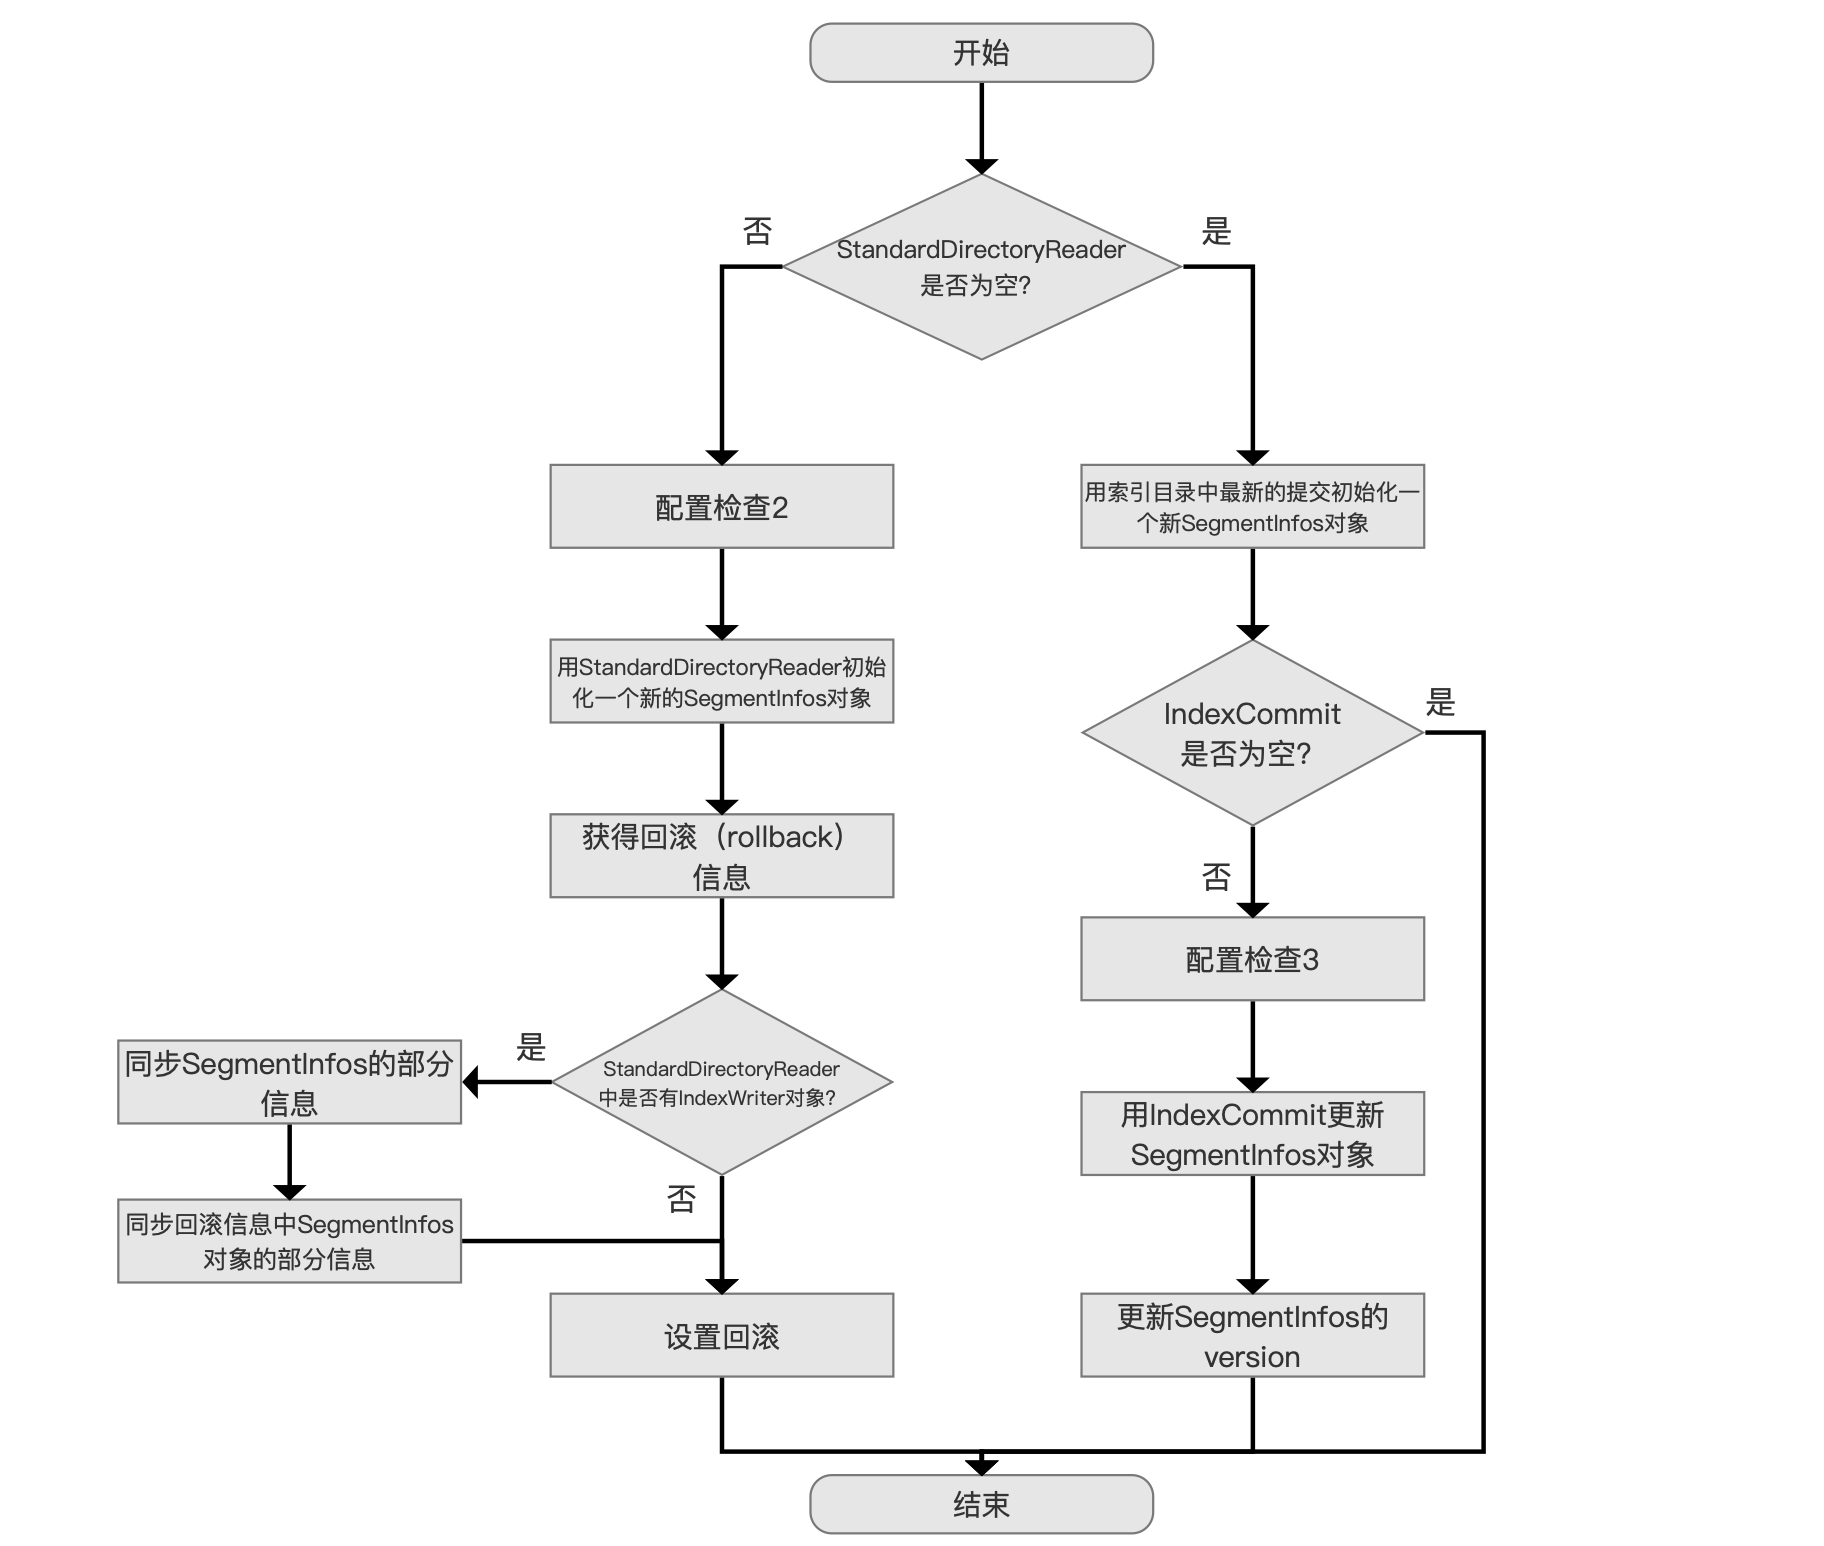 开始
否
是
StandardDirectoryReader
是否为空?
配置检查2
用索引目录中最新的提交初始化一
个新SegmentInfos对象
用StandardDirectoryReader初始
化一个新的SegmentInfos对象
IndexCommit
是否为空?
是
获得回滚（rollback）
信息
否
配置检查3
StandardDirectoryReader
中是否有IndexWriter对象?
是
同步SegmentInfos的部分
信息
用IndexCommit更新
SegmentInfos对象
否
同步回滚信息中SegmentInfos
对象的部分信息
设置回滚
更新SegmentInfos的
version
结束